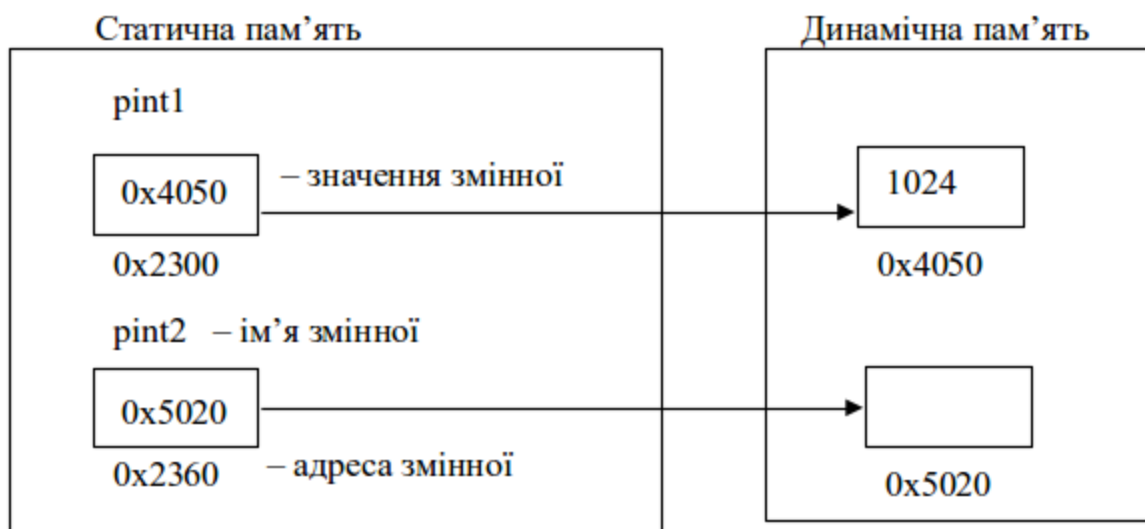 Статична пам’ять
Динамічна пам’ять
pint1
0x4050
– значення змінної
1024
0x2300
0x4050
pint2 – ім’я змінної
0x5020
0x2360
– адреса змінної
0x5020